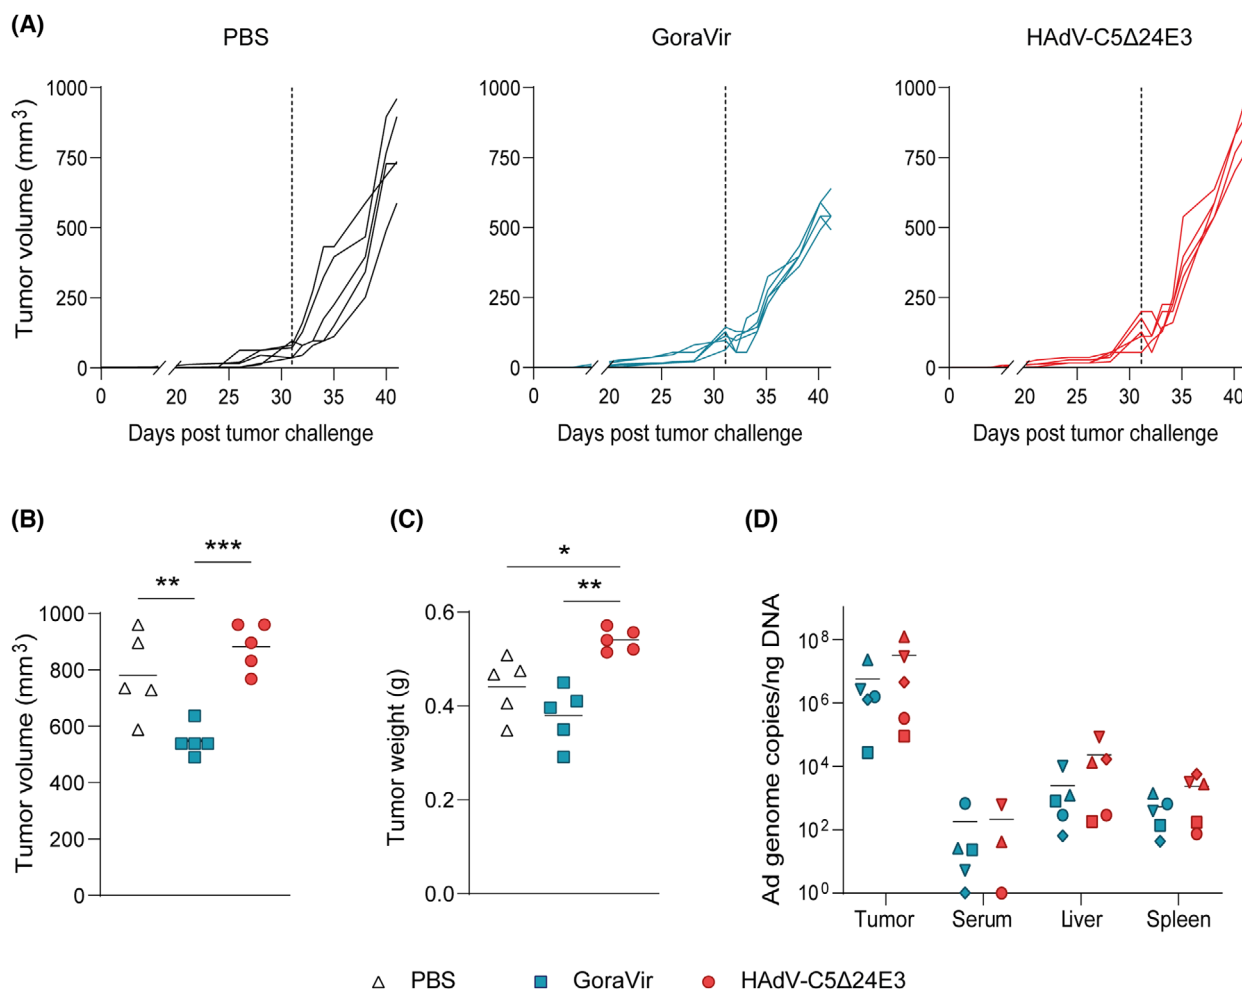 (A)
PBS
GoraVir
HAdV-C5Δ24E3
Tumor volume (mm³)
1000
750
500
250
0
0
20
25
30
35
40
Days post tumor challenge
1000
750
500
250
0
0
20
25
30
35
40
Days post tumor challenge
1000
750
500
250
0
0
20
25
30
35
40
Days post tumor challenge
(B)
Tumor volume (mm³)
1000
800
600
400
200
0
**
***
(C)
Tumor weight (g)
0.6
0.4
0.2
0.0
*
**
(D)
Ad genome copies/ng DNA
10⁸
10⁶
10⁴
10²
10⁰
Tumor
Serum
Liver
Spleen
PBS
GoraVir
HAdV-C5Δ24E3